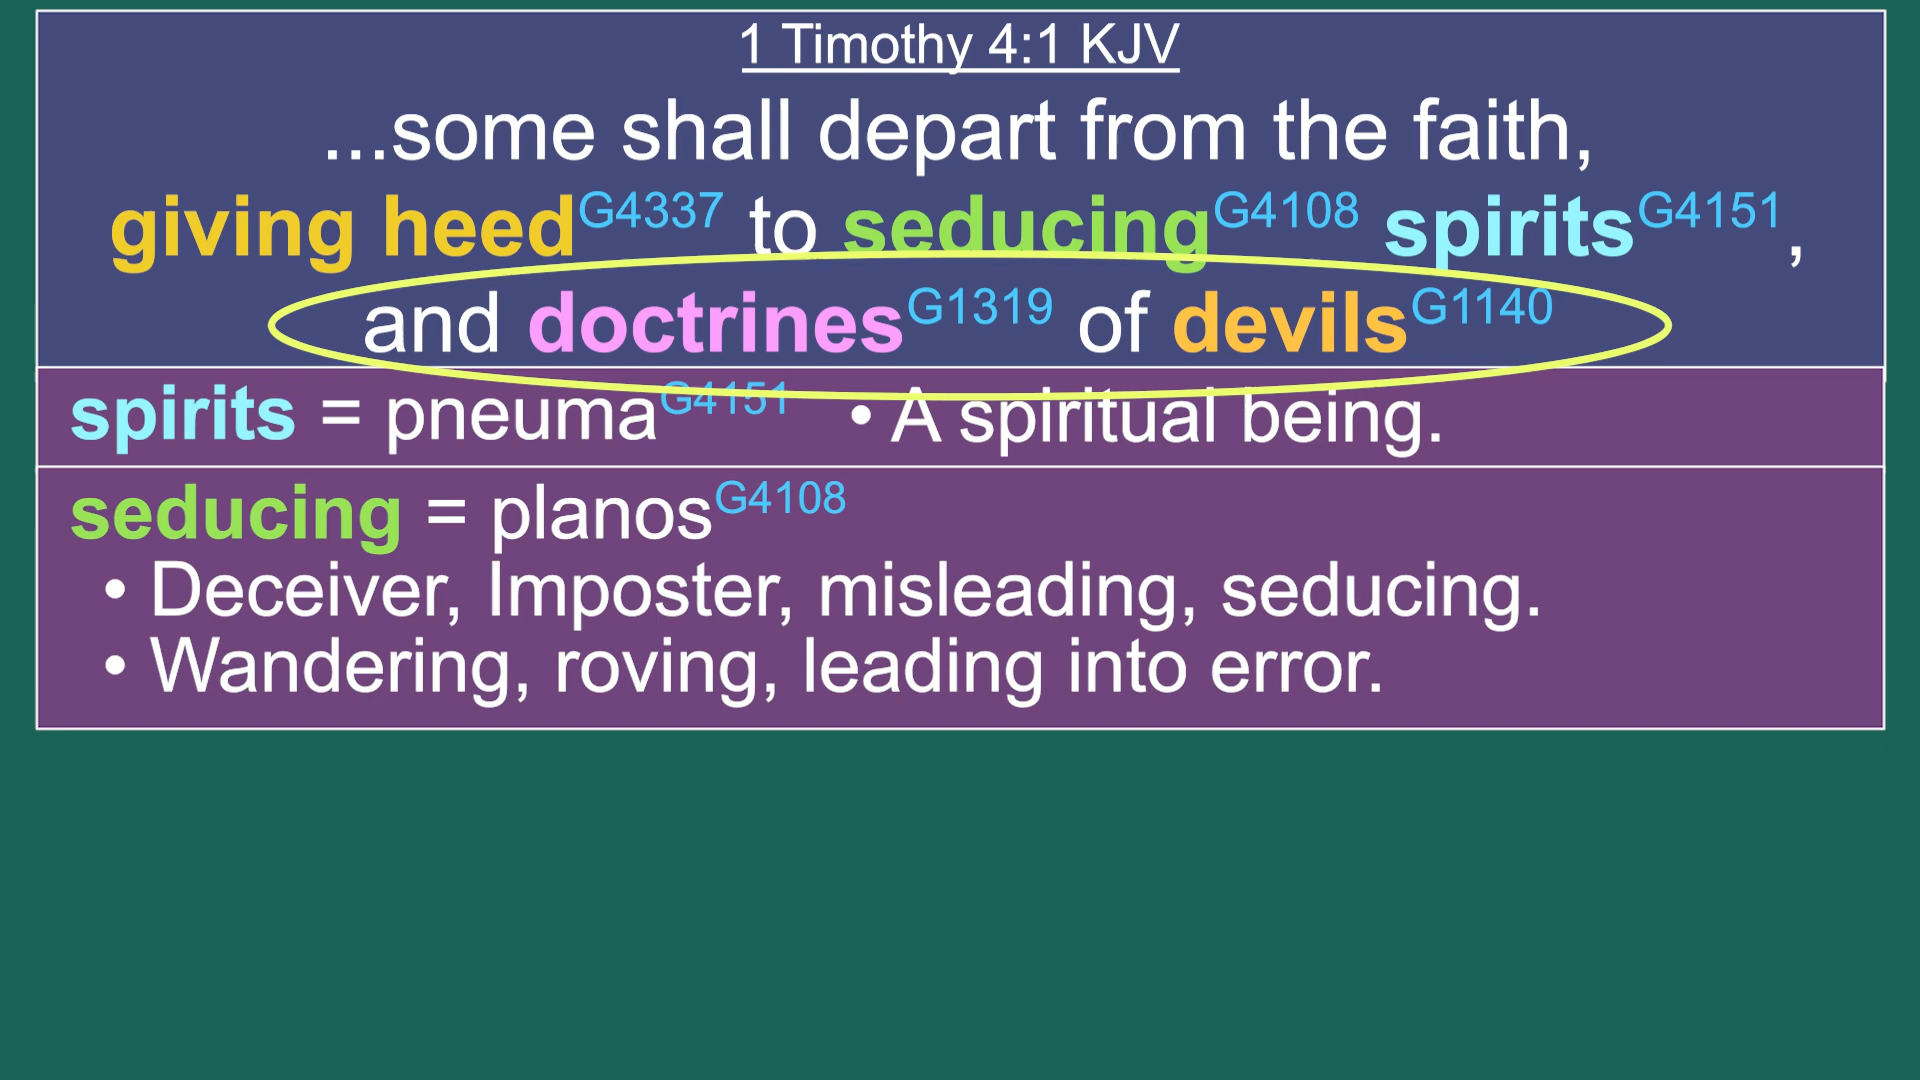 1 Timothy 4:1 KJV
...some shall depart from the faith,
giving heedG4337 to seducingG4108 spiritsG4151 ,
and doctrinesG1319 of devilsG1140
spirits = pneumaG4151 • A spiritual being.
seducing = planosG4108
• Deceiver, Imposter, misleading, seducing.
• Wandering, roving, leading into error.